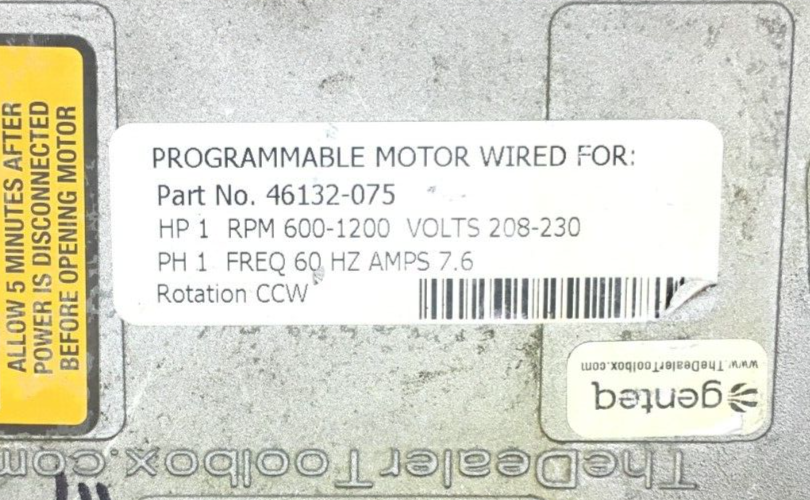 ALLOW 5 MINUTES AFTER
POWER IS DISCONNECTED
BEFORE OPENING MOTOR
PROGRAMMABLE MOTOR WIRED FOR:
Part No. 46132-075
HP 1 RPM 600-1200 VOLTS 208-230
PH 1 FREQ 60 HZ AMPS 7.6
Rotation CCW
genteq
www.TheDealerToolbox.com
TheDealerToolbox.com